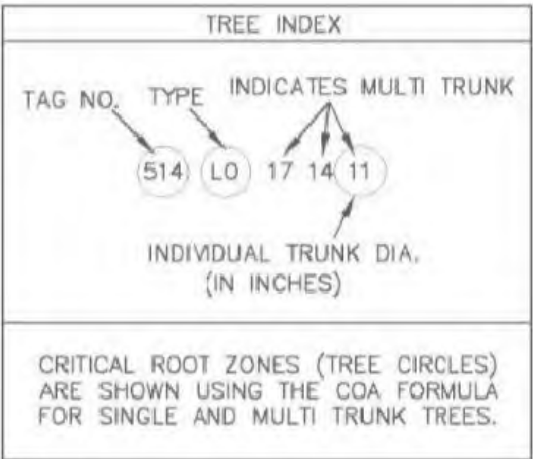 TREE INDEX
TAG NO. TYPE INDICATES MULTI TRUNK
514 LO 17 14 11
INDIVIDUAL TRUNK DIA.
(IN INCHES)
CRITICAL ROOT ZONES (TREE CIRCLES)
ARE SHOWN USING THE COA FORMULA
FOR SINGLE AND MULTI TRUNK TREES.